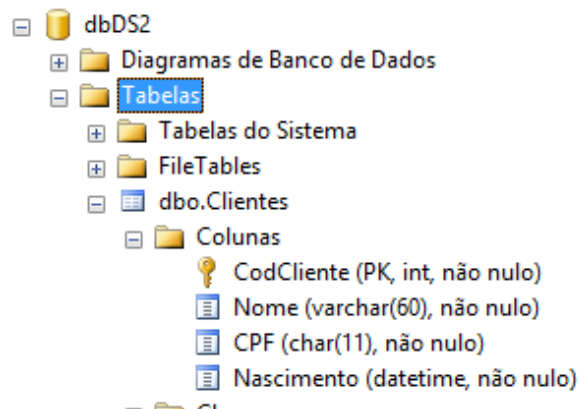 dbDS2
Diagramas de Banco de Dados
Tabelas
Tabelas do Sistema
FileTables
dbo.Clientes
Colunas
CodCliente (PK, int, não nulo)
Nome (varchar(60), não nulo)
CPF (char(11), não nulo)
Nascimento (datetime, não nulo)